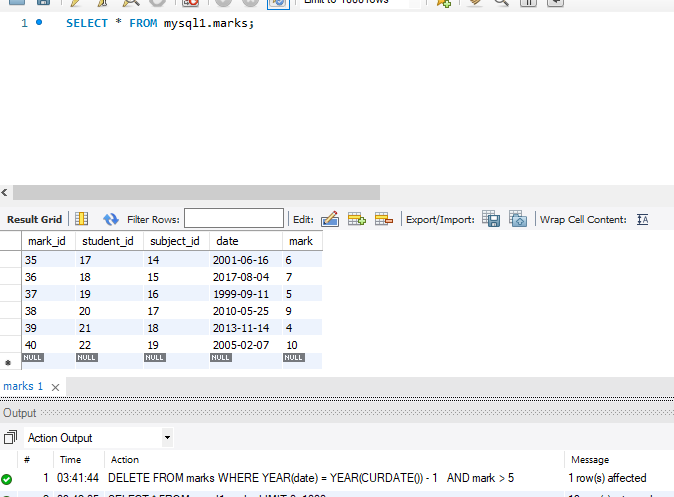 Limit to 1000 rows
1 SELECT * FROM mysql1.marks;
Result Grid Filter Rows: Edit: Export/Import: Wrap Cell Content:
mark_id student_id subject_id date mark
35 17 14 2001-06-16 6
36 18 15 2017-08-04 7
37 19 16 1999-09-11 5
38 20 17 2010-05-25 9
39 21 18 2013-11-14 4
40 22 19 2005-02-07 10
NULL NULL NULL NULL NULL
marks 1
Output
Action Output
# Time Action Message
1 03:41:44 DELETE FROM marks WHERE YEAR(date) = YEAR(CURDATE()) - 1 AND mark > 5 1 row(s) affected